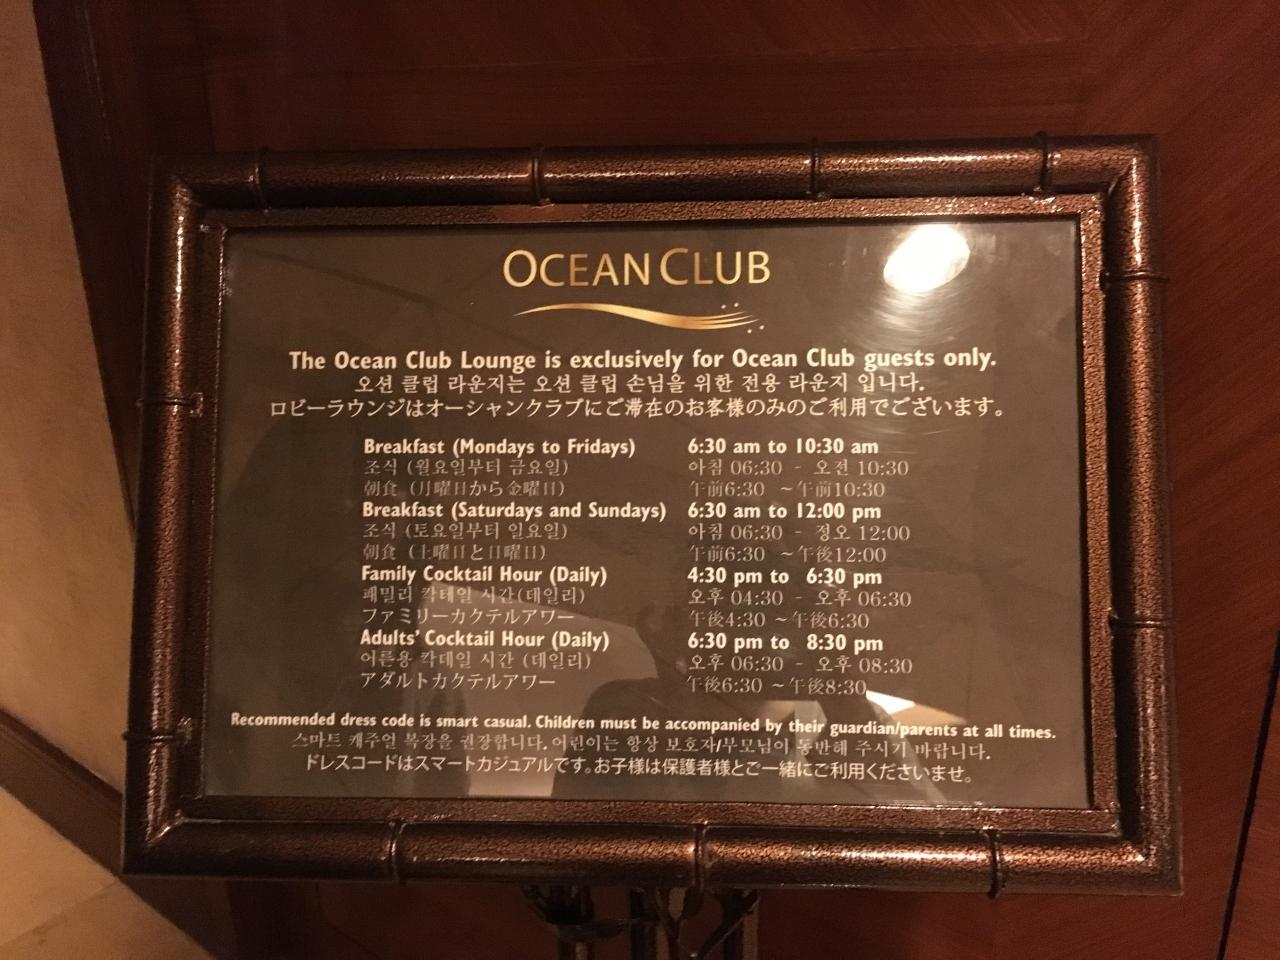 OCEAN CLUB
The Ocean Club Lounge is exclusively for Ocean Club guests only.
오션 클럽 라운지는 오션 클럽 손님을 위한 전용 라운지 입니다.
ロビーラウンジはオーシャンクラブにご滞在のお客様のみのご利用でございます。
Breakfast (Mondays to Fridays) 6:30 am to 10:30 am
조식 (월요일부터 금요일) 아침 06:30 - 오전 10:30
朝食 (月曜日から金曜日) 午前6:30 ~午前10:30
Breakfast (Saturdays and Sundays) 6:30 am to 12:00 pm
조식 (토요일부터 일요일) 아침 06:30 - 정오 12:00
朝食 (土曜日と日曜日) 午前6:30 ~午後12:00
Family Cocktail Hour (Daily) 4:30 pm to 6:30 pm
패밀리 칵테일 시간(데일리) 오후 04:30 - 오후 06:30
ファミリーカクテルアワー 午後4:30 ~午後6:30
Adults' Cocktail Hour (Daily) 6:30 pm to 8:30 pm
어른용 칵테일 시간 (데일리) 오후 06:30 - 오후 08:30
アダルトカクテルアワー 午後6:30 ~午後8:30
Recommended dress code is smart casual. Children must be accompanied by their guardian/parents at all times.
스마트 캐주얼 복장을 권장합니다. 어린이는 항상 보호자/부모님이 동반해 주시기 바랍니다.
ドレスコードはスマートカジュアルです。お子様は保護者様とご一緒にご利用くださいませ。